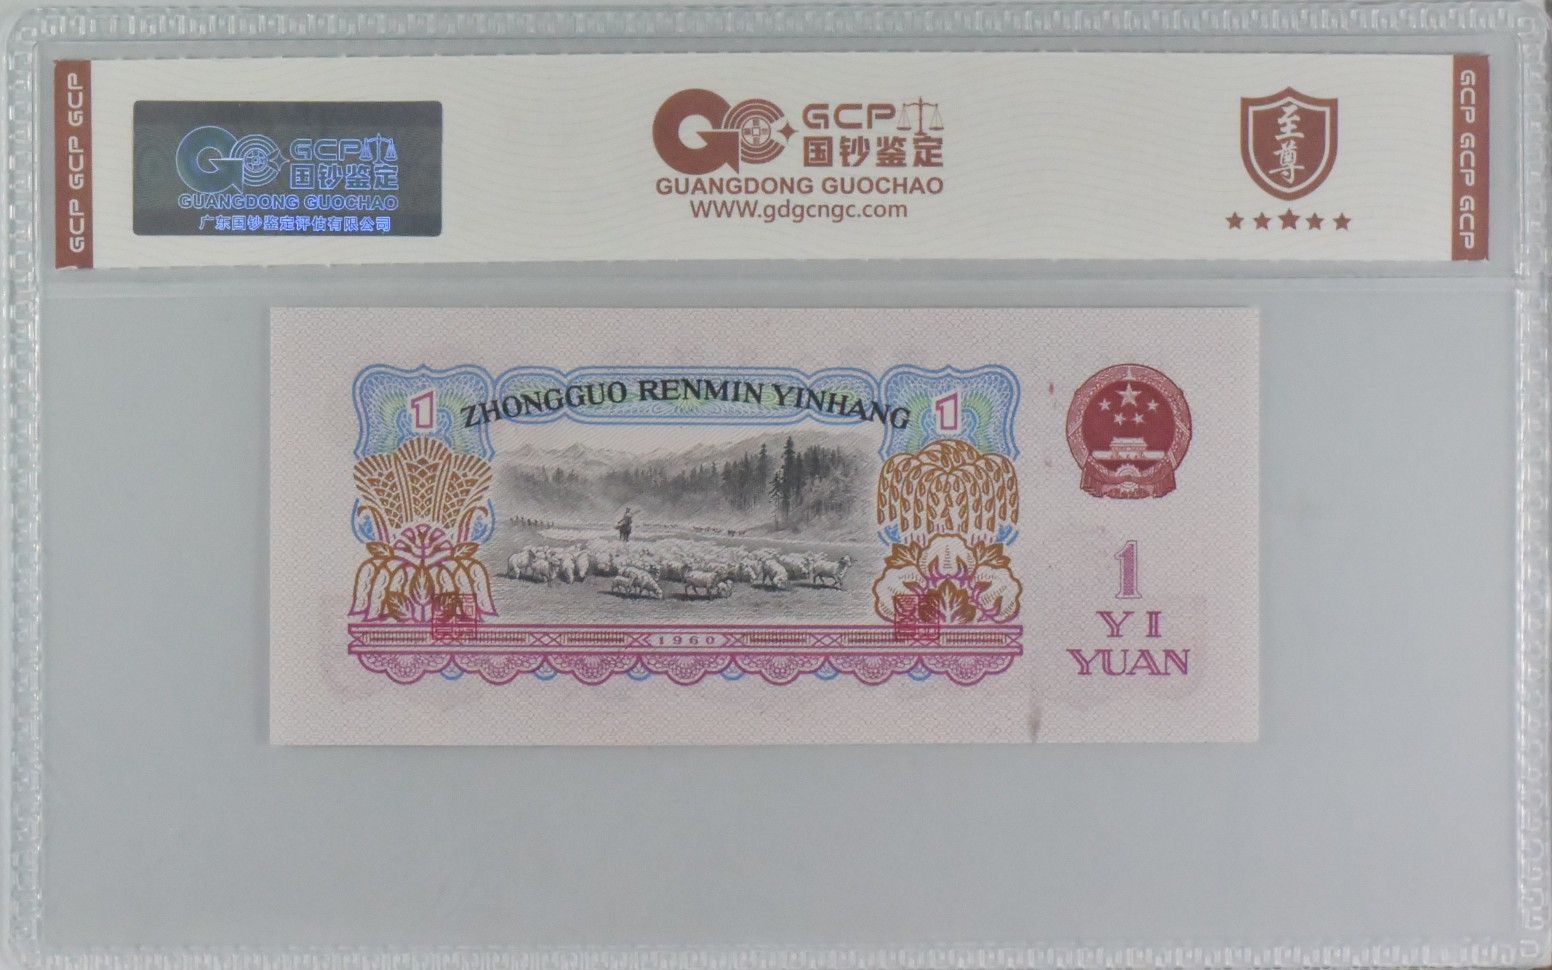 GCP GCP GCP
GCP
国钞鉴定
GUANGDONG GUOCHAO
广东国钞鉴定评估有限公司
GCP
国钞鉴定
GUANGDONG GUOCHAO
WWW.gdgcngc.com
至尊
GCP GCP GCP
1
ZHONGGUO RENMIN YINHANG
1
1960
1
YI
YUAN